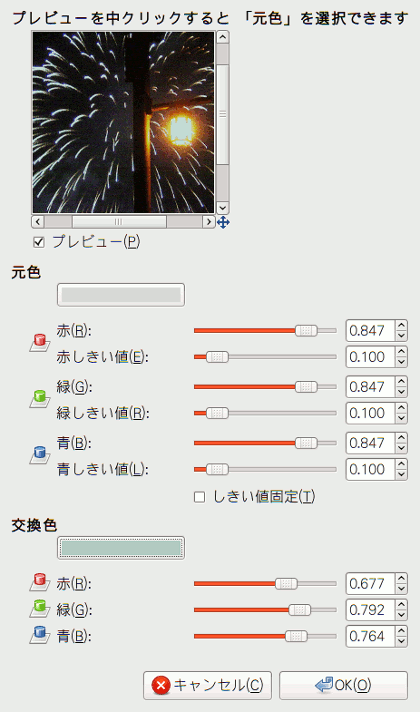 プレビューを中クリックすると 「元色」を選択できます
プレビュー(P)
元色
赤(R): 0.847
赤しきい値(E): 0.100
緑(G): 0.847
緑しきい値(R): 0.100
青(B): 0.847
青しきい値(L): 0.100
しきい値固定(T)
交換色
赤(R): 0.677
緑(G): 0.792
青(B): 0.764
キャンセル(C) OK(O)